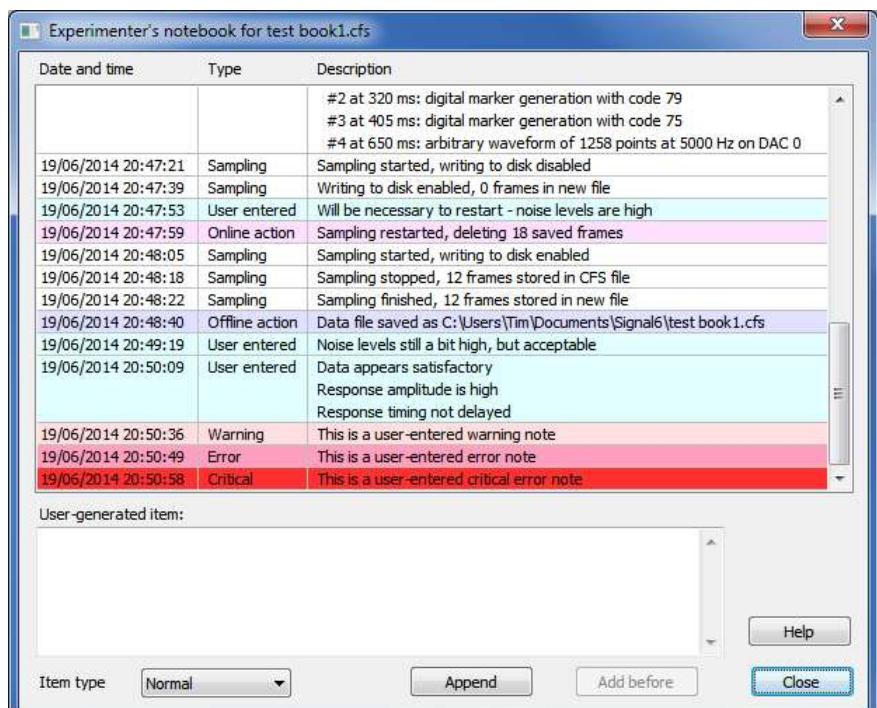 Experimenter's notebook for test book1.cfs
Date and time Type Description
#2 at 320 ms: digital marker generation with code 79
#3 at 405 ms: digital marker generation with code 75
#4 at 650 ms: arbitrary waveform of 1258 points at 5000 Hz on DAC 0
19/06/2014 20:47:21 Sampling Sampling started, writing to disk disabled
19/06/2014 20:47:39 Sampling Writing to disk enabled, 0 frames in new file
19/06/2014 20:47:53 User entered Will be necessary to restart - noise levels are high
19/06/2014 20:47:59 Online action Sampling restarted, deleting 18 saved frames
19/06/2014 20:48:05 Sampling Sampling started, writing to disk enabled
19/06/2014 20:48:18 Sampling Sampling stopped, 12 frames stored in CFS file
19/06/2014 20:48:22 Sampling Sampling finished, 12 frames stored in new file
19/06/2014 20:48:40 Offline action Data file saved as C:\Users\Tim\Documents\Signal6\test book1.cfs
19/06/2014 20:49:19 User entered Noise levels still a bit high, but acceptable
19/06/2014 20:50:09 User entered Data appears satisfactory
Response amplitude is high
Response timing not delayed
19/06/2014 20:50:36 Warning This is a user-entered warning note
19/06/2014 20:50:49 Error This is a user-entered error note
19/06/2014 20:50:58 Critical This is a user-entered critical error note
User-generated item:
Help
Item type Normal Append Add before Close